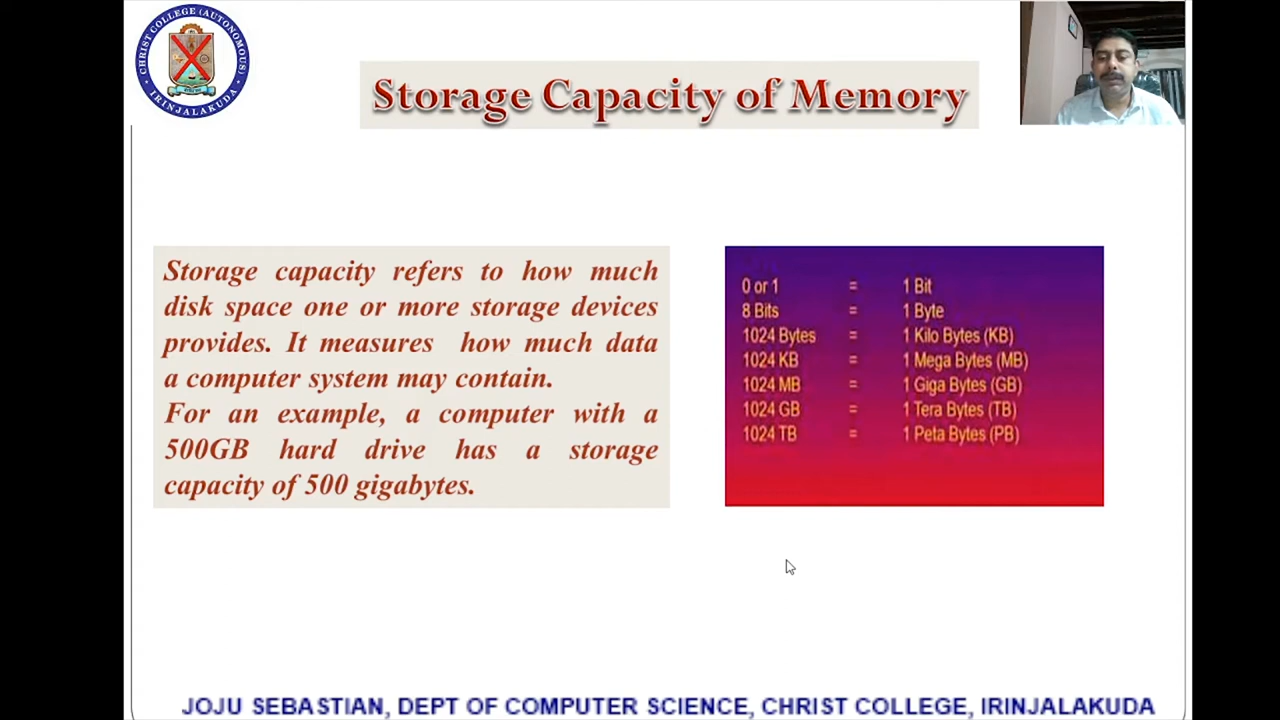 CHRIST COLLEGE (AUTONOMOUS)
IRINJALAKUDA
Storage Capacity of Memory
Storage capacity refers to how much
disk space one or more storage devices
provides. It measures how much data
a computer system may contain.
For an example, a computer with a
500GB hard drive has a storage
capacity of 500 gigabytes.
0 or 1 = 1 Bit
8 Bits = 1 Byte
1024 Bytes = 1 Kilo Bytes (KB)
1024 KB = 1 Mega Bytes (MB)
1024 MB = 1 Giga Bytes (GB)
1024 GB = 1 Tera Bytes (TB)
1024 TB = 1 Peta Bytes (PB)
JOJU SEBASTIAN, DEPT OF COMPUTER SCIENCE, CHRIST COLLEGE, IRINJALAKUDA